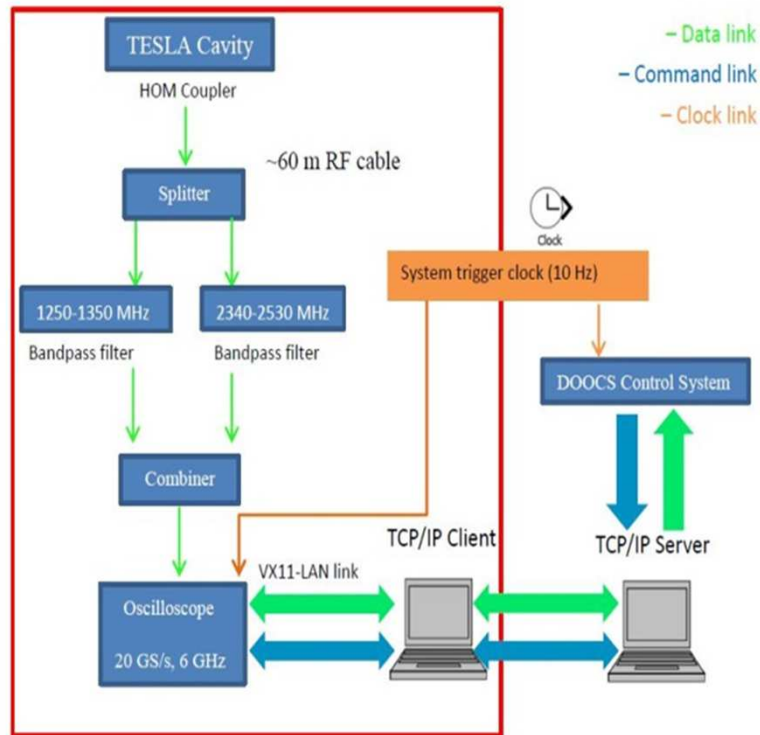 TESLA Cavity
HOM Coupler
– Data link
– Command link
– Clock link
~60 m RF cable
Splitter
Clock
System trigger clock (10 Hz)
1250-1350 MHz
2340-2530 MHz
Bandpass filter
Bandpass filter
DOOCS Control System
Combiner
TCP/IP Client
TCP/IP Server
VX11-LAN link
Oscilloscope
20 GS/s, 6 GHz